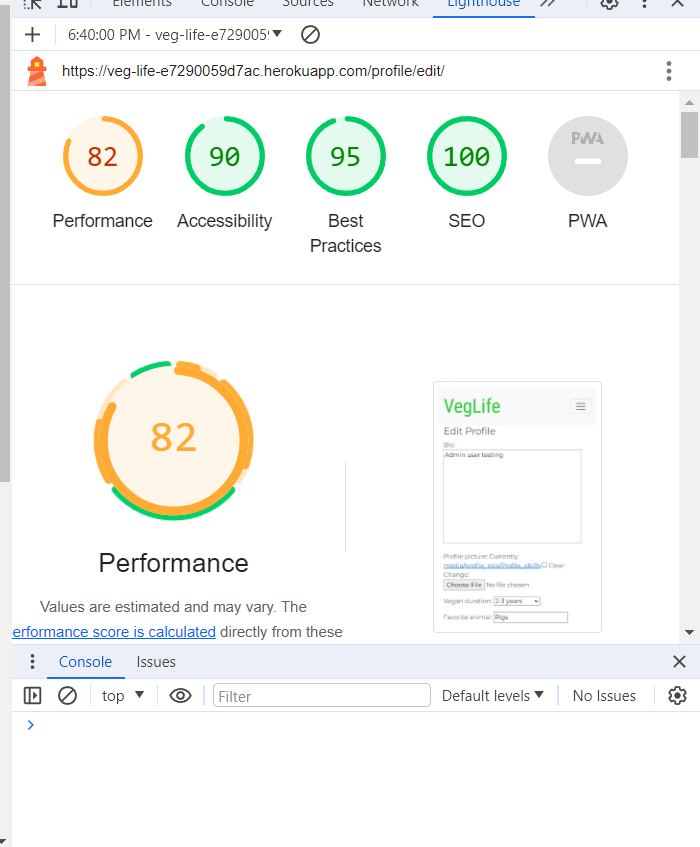 Elements Console Sources Network Lighthouse
6:40:00 PM - veg-life-e730059
https://veg-life-e7290059d7ac.herokuapp.com/profile/edit/
82 90 95 100 PWA
Performance Accessibility Best Practices SEO PWA
82
Performance
Values are estimated and may vary. The
erformance score is calculated directly from these
VegLife
Edit Profile
Bio:
Admin user testing
Profile picture: Currently:
Clear
Change:
Choose File No file chosen
Vegan duration: 2-3 years
Favorite animal: Pigs
Console Issues
top Filter Default levels No Issues